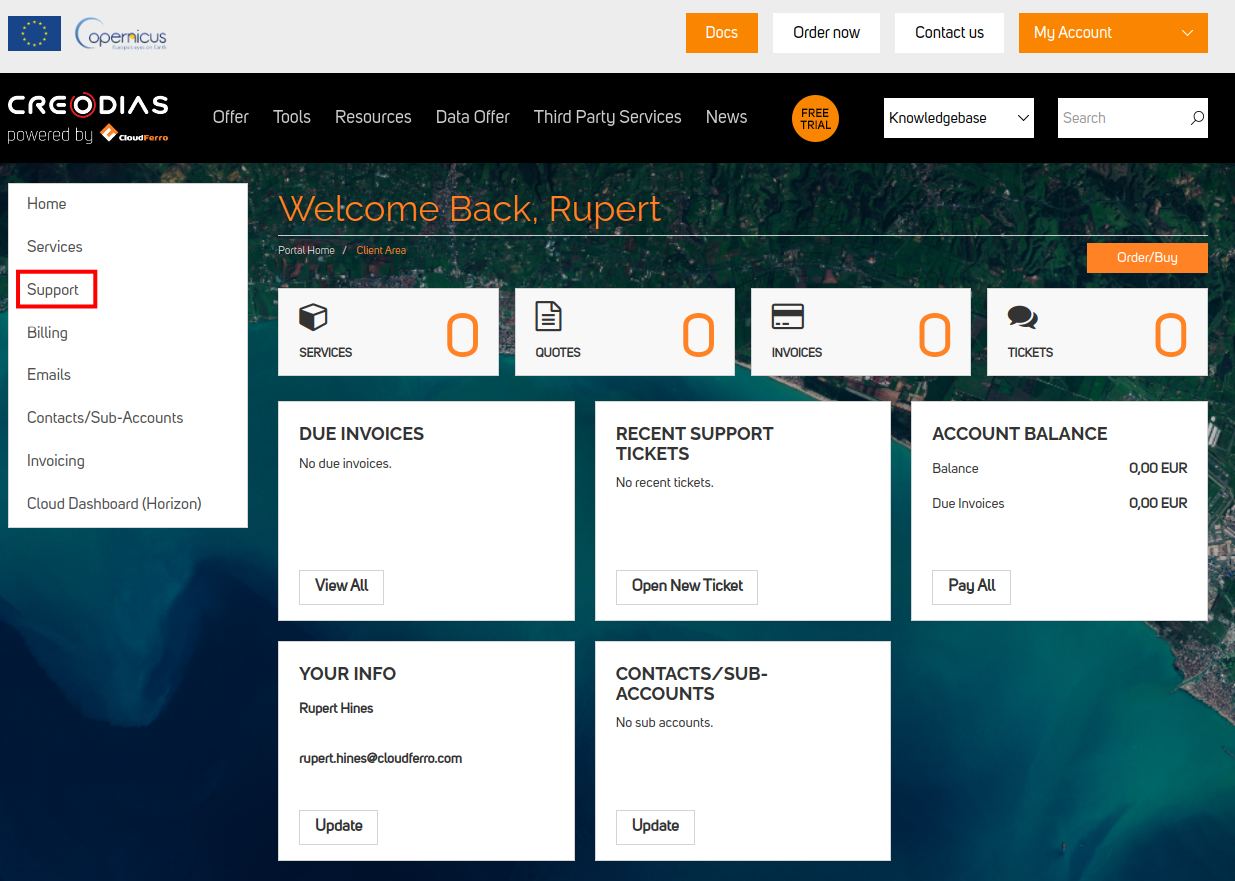 Copernicus
Europe's eyes on Earth
Docs
Order now
Contact us
My Account
CREODIAS
powered by CloudFerro
Offer
Tools
Resources
Data Offer
Third Party Services
News
FREE
TRIAL
Knowledgebase
Search
Home
Services
Support
Billing
Emails
Contacts/Sub-Accounts
Invoicing
Cloud Dashboard (Horizon)
Welcome Back, Rupert
Portal Home / Client Area
Order/Buy
SERVICES
0
QUOTES
0
INVOICES
0
TICKETS
0
DUE INVOICES
No due invoices.
View All
RECENT SUPPORT
TICKETS
No recent tickets.
Open New Ticket
ACCOUNT BALANCE
Balance 0,00 EUR
Due Invoices 0,00 EUR
Pay All
YOUR INFO
Rupert Hines
rupert.hines@cloudferro.com
Update
CONTACTS/SUB-
ACCOUNTS
No sub accounts.
Update